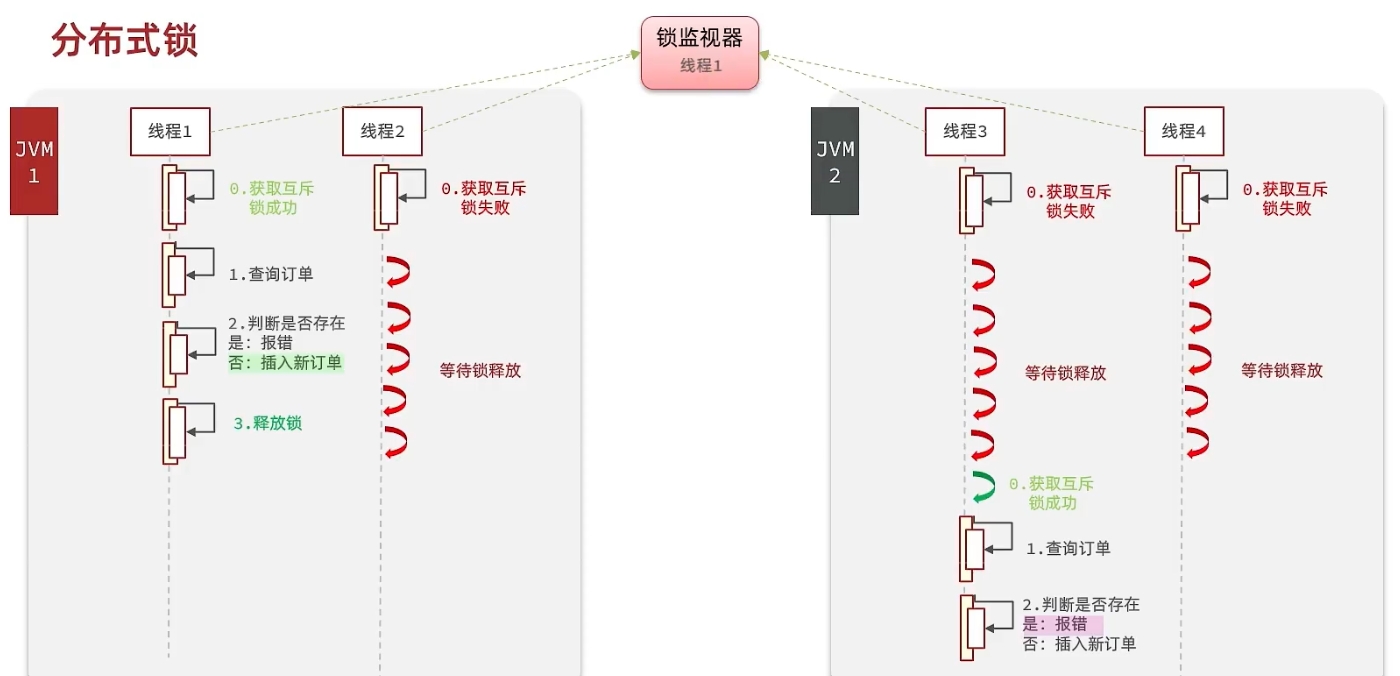 分布式锁
锁监视器
线程1
JVM
1
线程1
0.获取互斥
锁成功
1.查询订单
2.判断是否存在
是：报错
否：插入新订单
3.释放锁
线程2
0.获取互斥
锁失败
等待锁释放
JVM
2
线程3
0.获取互斥
锁失败
等待锁释放
0.获取互斥
锁成功
1.查询订单
2.判断是否存在
是：报错
否：插入新订单
线程4
0.获取互斥
锁失败
等待锁释放